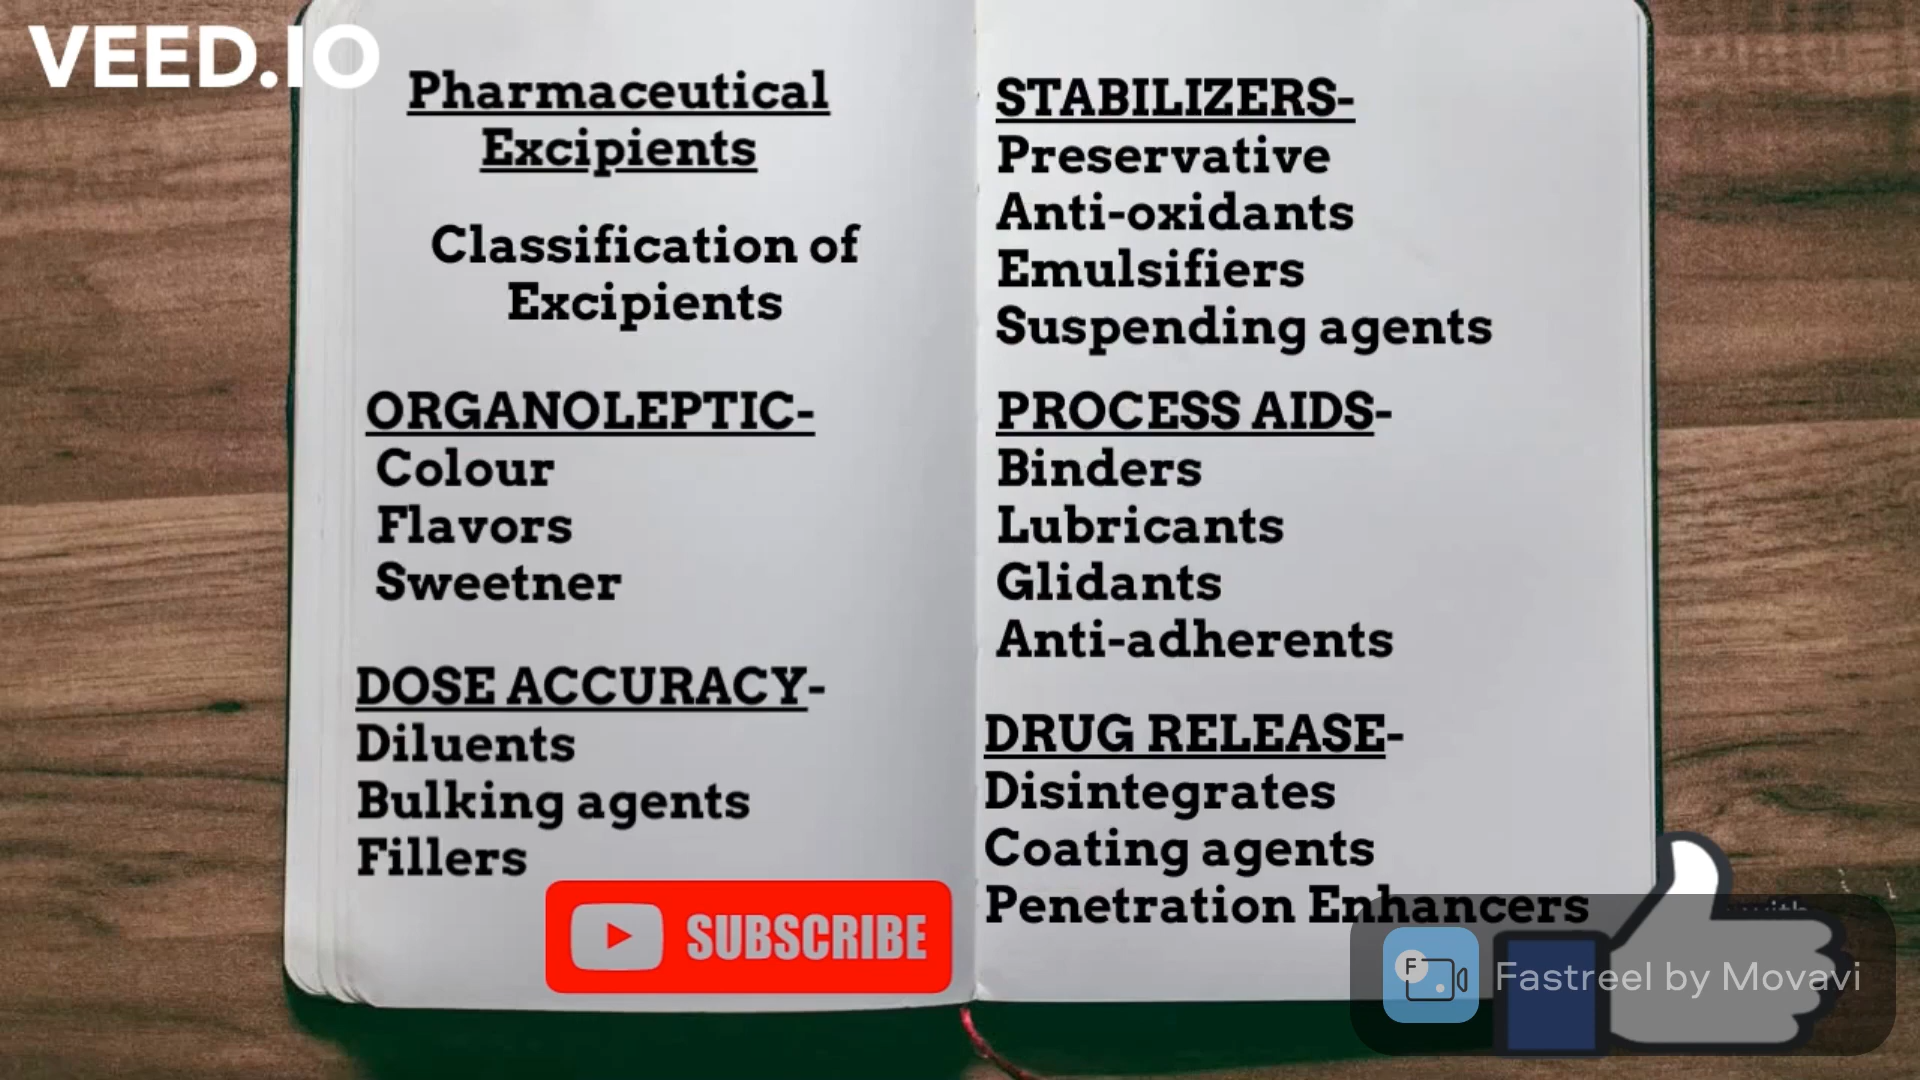 VEED.IO
Pharmaceutical
Excipients
Classification of
Excipients
ORGANOLEPTIC-
Colour
Flavors
Sweetner
DOSE ACCURACY-
Diluents
Bulking agents
Fillers
SUBSCRIBE
STABILIZERS-
Preservative
Anti-oxidants
Emulsifiers
Suspending agents
PROCESS AIDS-
Binders
Lubricants
Glidants
Anti-adherents
DRUG RELEASE-
Disintegrates
Coating agents
Penetration Enhancers
with
F
Fastreel by Movavi